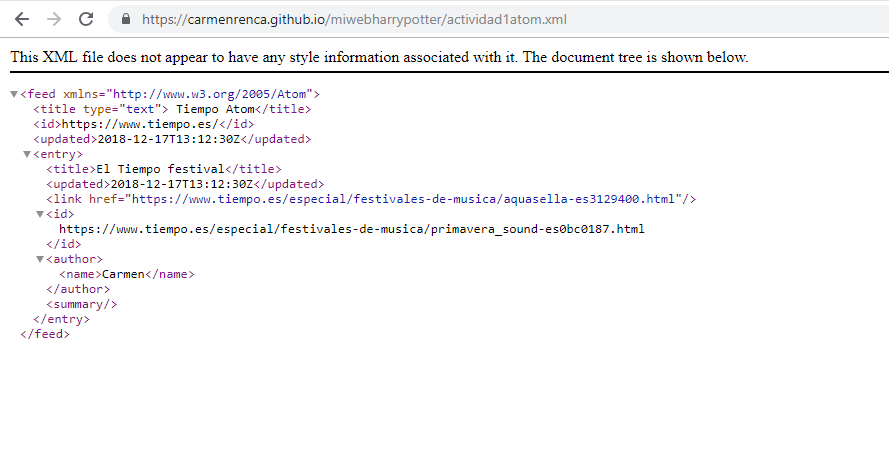 https://carmenrenca.github.io/miwebharrypotter/actividad1atom.xml
This XML file does not appear to have any style information associated with it. The document tree is shown below.
▼<feed xmlns="http://www.w3.org/2005/Atom">
<title type="text"> Tiempo Atom</title>
<id>https://www.tiempo.es/</id>
<updated>2018-12-17T13:12:30Z</updated>
▼<entry>
<title>El Tiempo festival</title>
<updated>2018-12-17T13:12:30Z</updated>
<link href="https://www.tiempo.es/especial/festivales-de-musica/aquasella-es3129400.html"/>
▼<id>
https://www.tiempo.es/especial/festivales-de-musica/primavera_sound-es0bc0187.html
</id>
▼<author>
<name>Carmen</name>
</author>
<summary/>
</entry>
</feed>